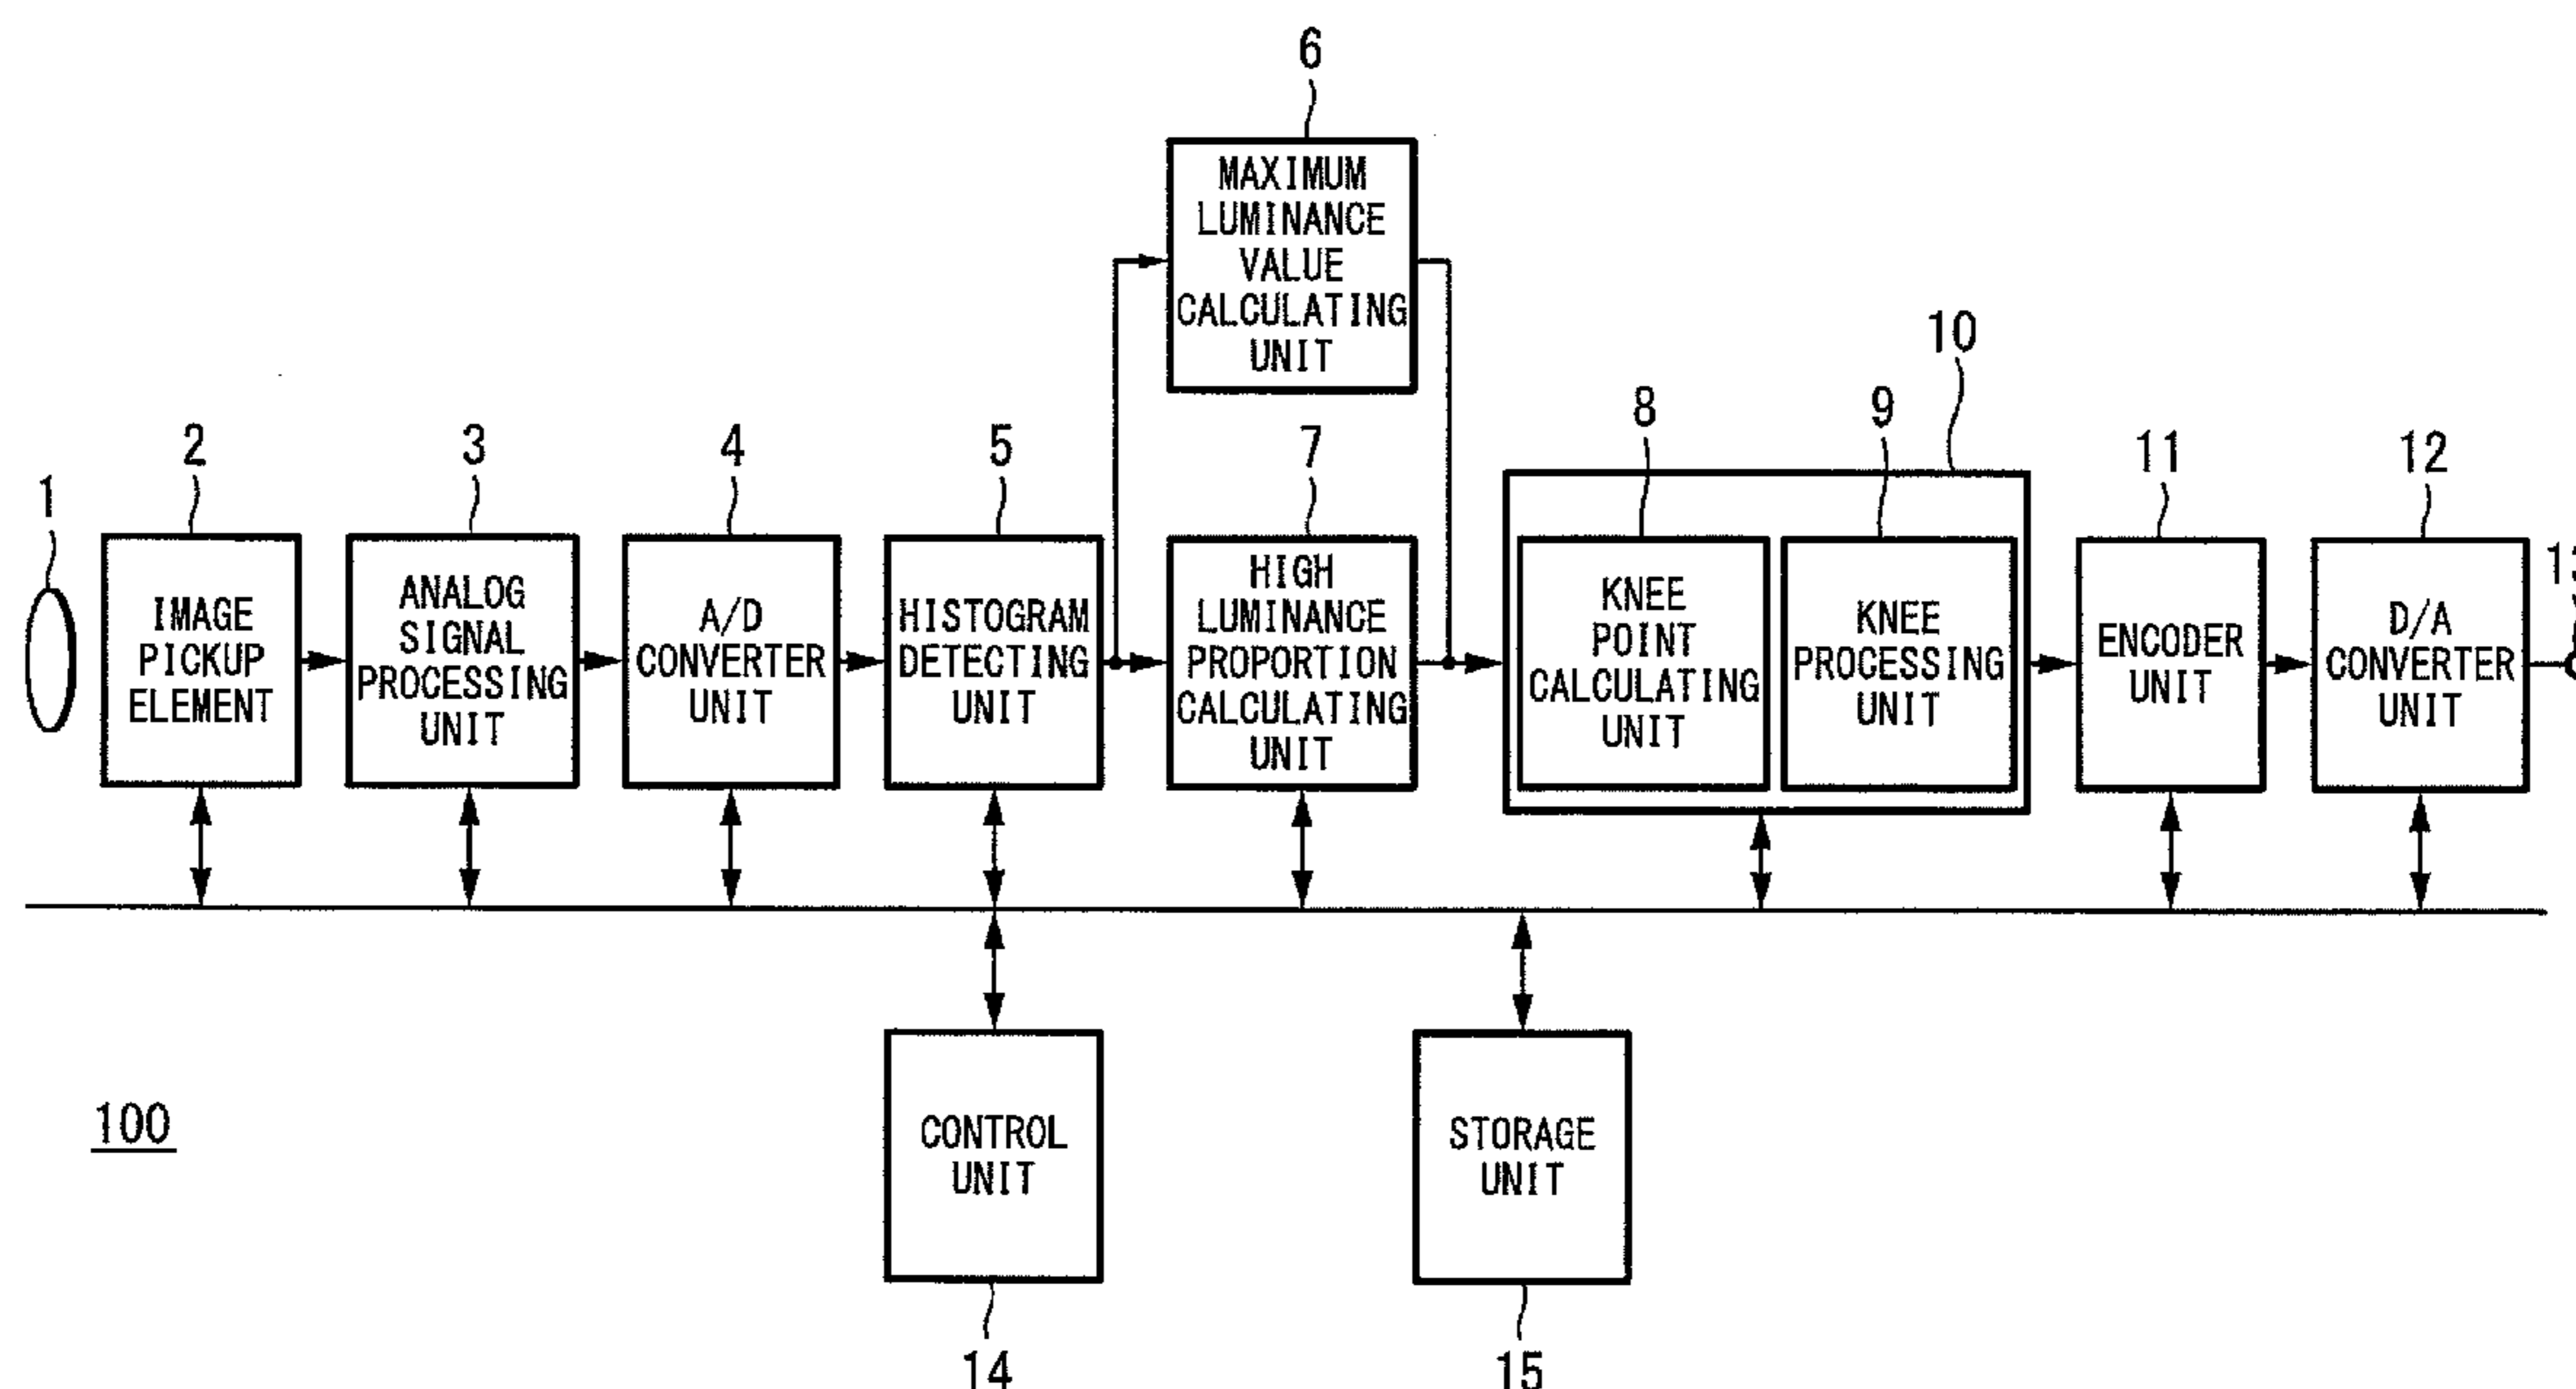 6
MAXIMUM
LUMINANCE
VALUE
CALCULATING
UNIT
10
8
9
1
2
3
4
5
7
11
12
IMAGE
PICKUP
ELEMENT
ANALOG
SIGNAL
PROCESSING
UNIT
A/D
CONVERTER
UNIT
HISTOGRAM
DETECTING
UNIT
HIGH
LUMINANCE
PROPORTION
CALCULATING
UNIT
KNEE
POINT
CALCULATING
UNIT
KNEE
PROCESSING
UNIT
ENCODER
UNIT
D/A
CONVERTER
UNIT
100
CONTROL
UNIT
STORAGE
UNIT
14
15